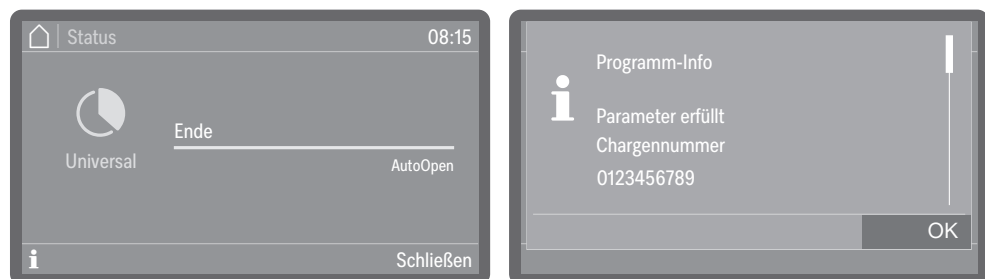 Status 08:15
Ende
Universal
AutoOpen
i Schließen
i
Programm-Info
Parameter erfüllt
Chargennummer
0123456789
OK